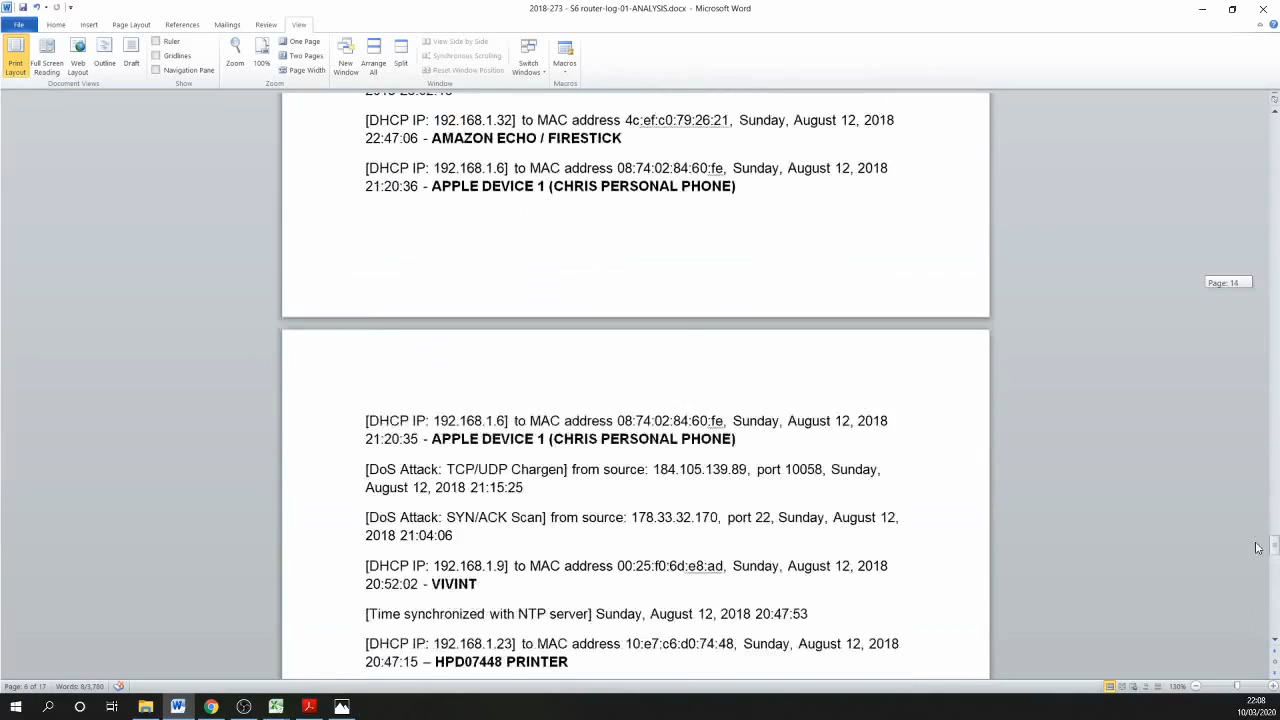 2018-273 - S6 router-log-01-ANALYSIS.docx - Microsoft Word
File Home Insert Page Layout References Mailings Review View
Print Layout
Full Screen Reading
Web Layout
Outline
Draft
Document Views
Ruler
Gridlines
Navigation Pane
Show
Zoom
100%
One Page
Two Pages
Page Width
Zoom
New Window
Arrange All
Split
View Side by Side
Synchronous Scrolling
Reset Window Position
Window
Switch Windows
Macros
Macros
[DHCP IP: 192.168.1.32] to MAC address 4c:ef:c0:79:26:21, Sunday, August 12, 2018
22:47:06 - AMAZON ECHO / FIRESTICK
[DHCP IP: 192.168.1.6] to MAC address 08:74:02:84:60:fe, Sunday, August 12, 2018
21:20:36 - APPLE DEVICE 1 (CHRIS PERSONAL PHONE)
Page: 14
[DHCP IP: 192.168.1.6] to MAC address 08:74:02:84:60:fe, Sunday, August 12, 2018
21:20:35 - APPLE DEVICE 1 (CHRIS PERSONAL PHONE)
[DoS Attack: TCP/UDP Chargen] from source: 184.105.139.89, port 10058, Sunday,
August 12, 2018 21:15:25
[DoS Attack: SYN/ACK Scan] from source: 178.33.32.170, port 22, Sunday, August 12,
2018 21:04:06
[DHCP IP: 192.168.1.9] to MAC address 00:25:f0:6d:e8:ad, Sunday, August 12, 2018
20:52:02 - VIVINT
[Time synchronized with NTP server] Sunday, August 12, 2018 20:47:53
[DHCP IP: 192.168.1.23] to MAC address 10:e7:c6:d0:74:48, Sunday, August 12, 2018
20:47:15 – HPD07448 PRINTER
Page: 6 of 17 Words: 8/3,780
130%
22:08
10/03/2020